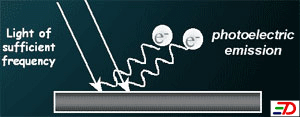 Light of
sufficient
frequency
e-
e-
photoelectric
emission